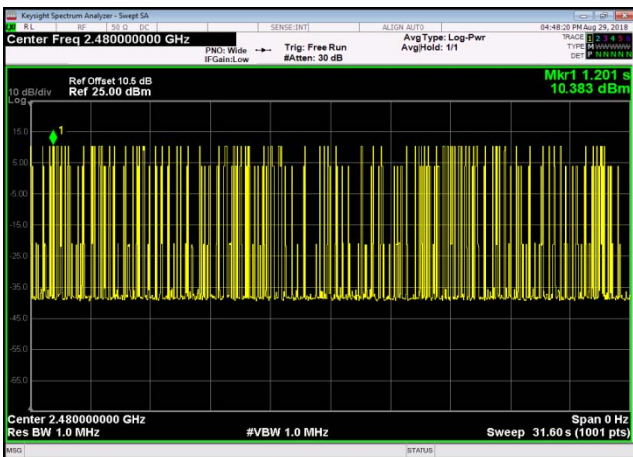 Keysight Spectrum Analyzer - Swept SA
RL RF 50 Ω DC SENSE:INT ALIGN AUTO 04:48:20 PM Aug 29, 2018
Center Freq 2.480000000 GHz
PNO: Wide
IFGain:Low
Trig: Free Run
#Atten: 30 dB
Avg Type: Log-Pwr
Avg|Hold: 1/1
TRACE 1 2 3 4 5 6
TYPE M WWWWW
DET P N N N N N
Mkr1 1.201 s
10.383 dBm
Ref Offset 10.5 dB
10 dB/div Ref 25.00 dBm
Log
1
15.0
5.00
-5.00
-15.0
-25.0
-35.0
-45.0
-55.0
-65.0
Center 2.480000000 GHz Span 0 Hz
Res BW 1.0 MHz #VBW 1.0 MHz Sweep 31.60 s (1001 pts)
MSG STATUS